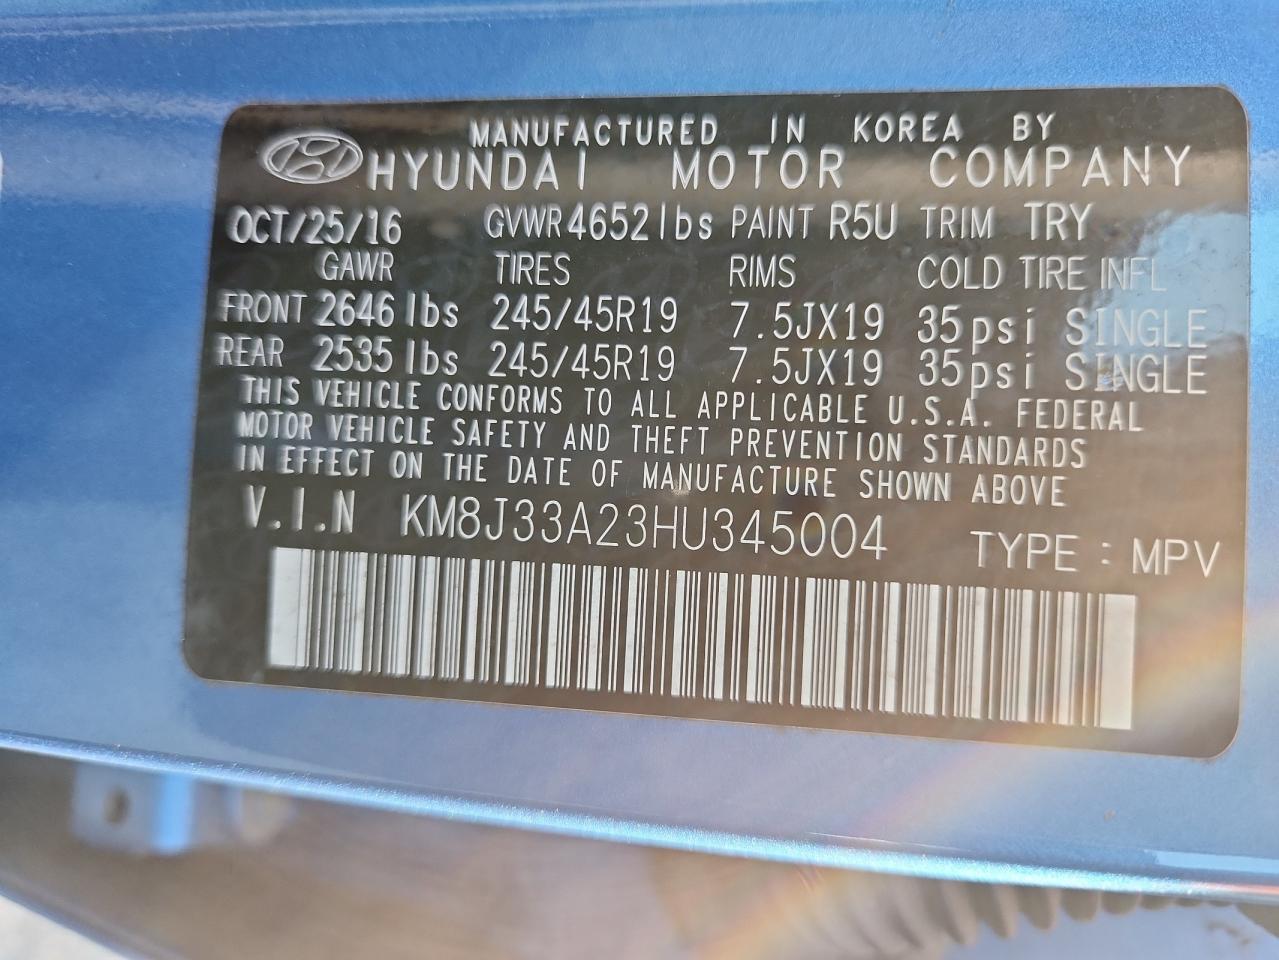 MANUFACTURED IN KOREA BY
HYUNDAI MOTOR COMPANY
OCT/25/16 GVWR 4652 lbs PAINT R5U TRIM TRY
GAWR TIRES RIMS COLD TIRE INFL
FRONT 2646 lbs 245/45R19 7.5JX19 35psi SINGLE
REAR 2535 lbs 245/45R19 7.5JX19 35psi SINGLE
THIS VEHICLE CONFORMS TO ALL APPLICABLE U.S.A. FEDERAL
MOTOR VEHICLE SAFETY AND THEFT PREVENTION STANDARDS
IN EFFECT ON THE DATE OF MANUFACTURE SHOWN ABOVE
V.I.N KM8J33A23HU345004 TYPE : MPV